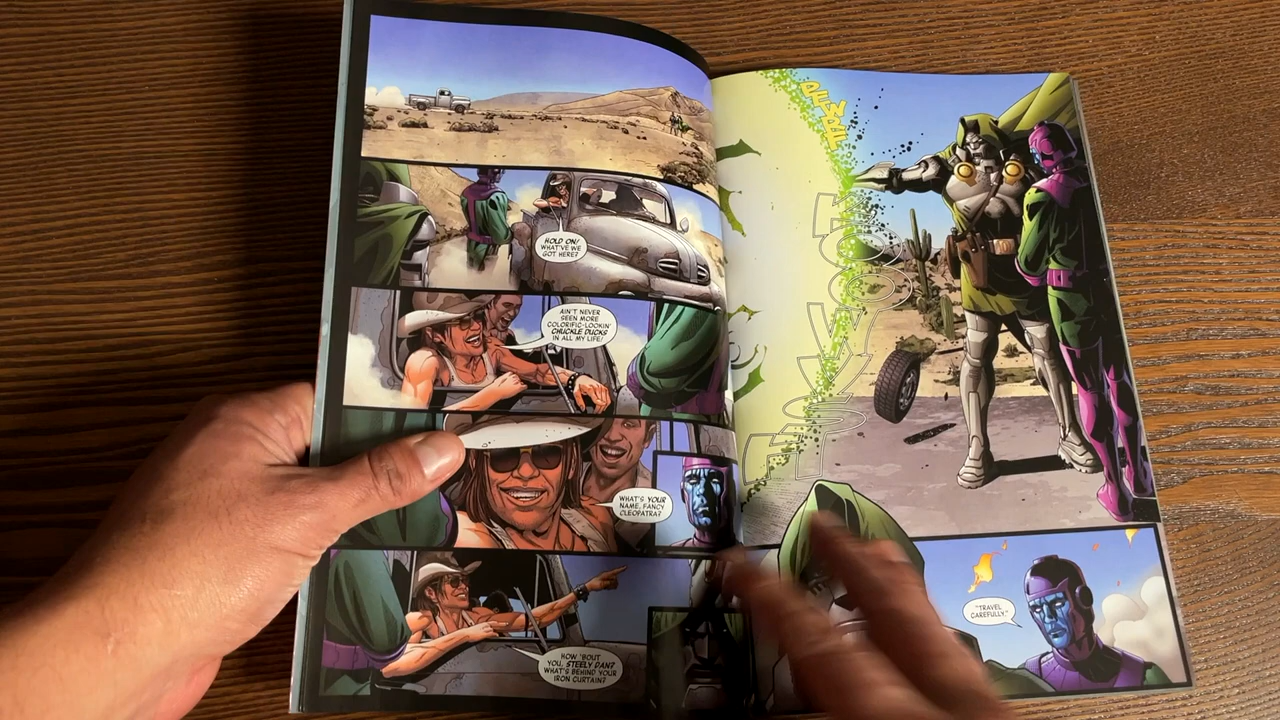 HOLD ON!
WHAT'VE WE
GOT HERE?
AIN'T NEVER
SEEN MORE
COLORIFIC-LOOKIN'
CHUCKLE DUCKS
IN ALL MY LIFE!
WHAT'S YOUR
NAME, FANCY
CLEOPATRA?
HOW 'BOUT
YOU, STEELY DAN?
WHAT'S BEHIND YOUR
IRON CURTAIN?
"TRAVEL
CAREFULLY."